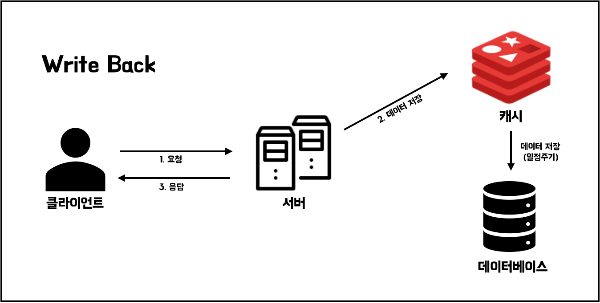 Write Back
2. 데이터 저장
캐시
1. 요청
데이터 저장
(일정주기)
3. 응답
클라이언트
서버
데이터베이스